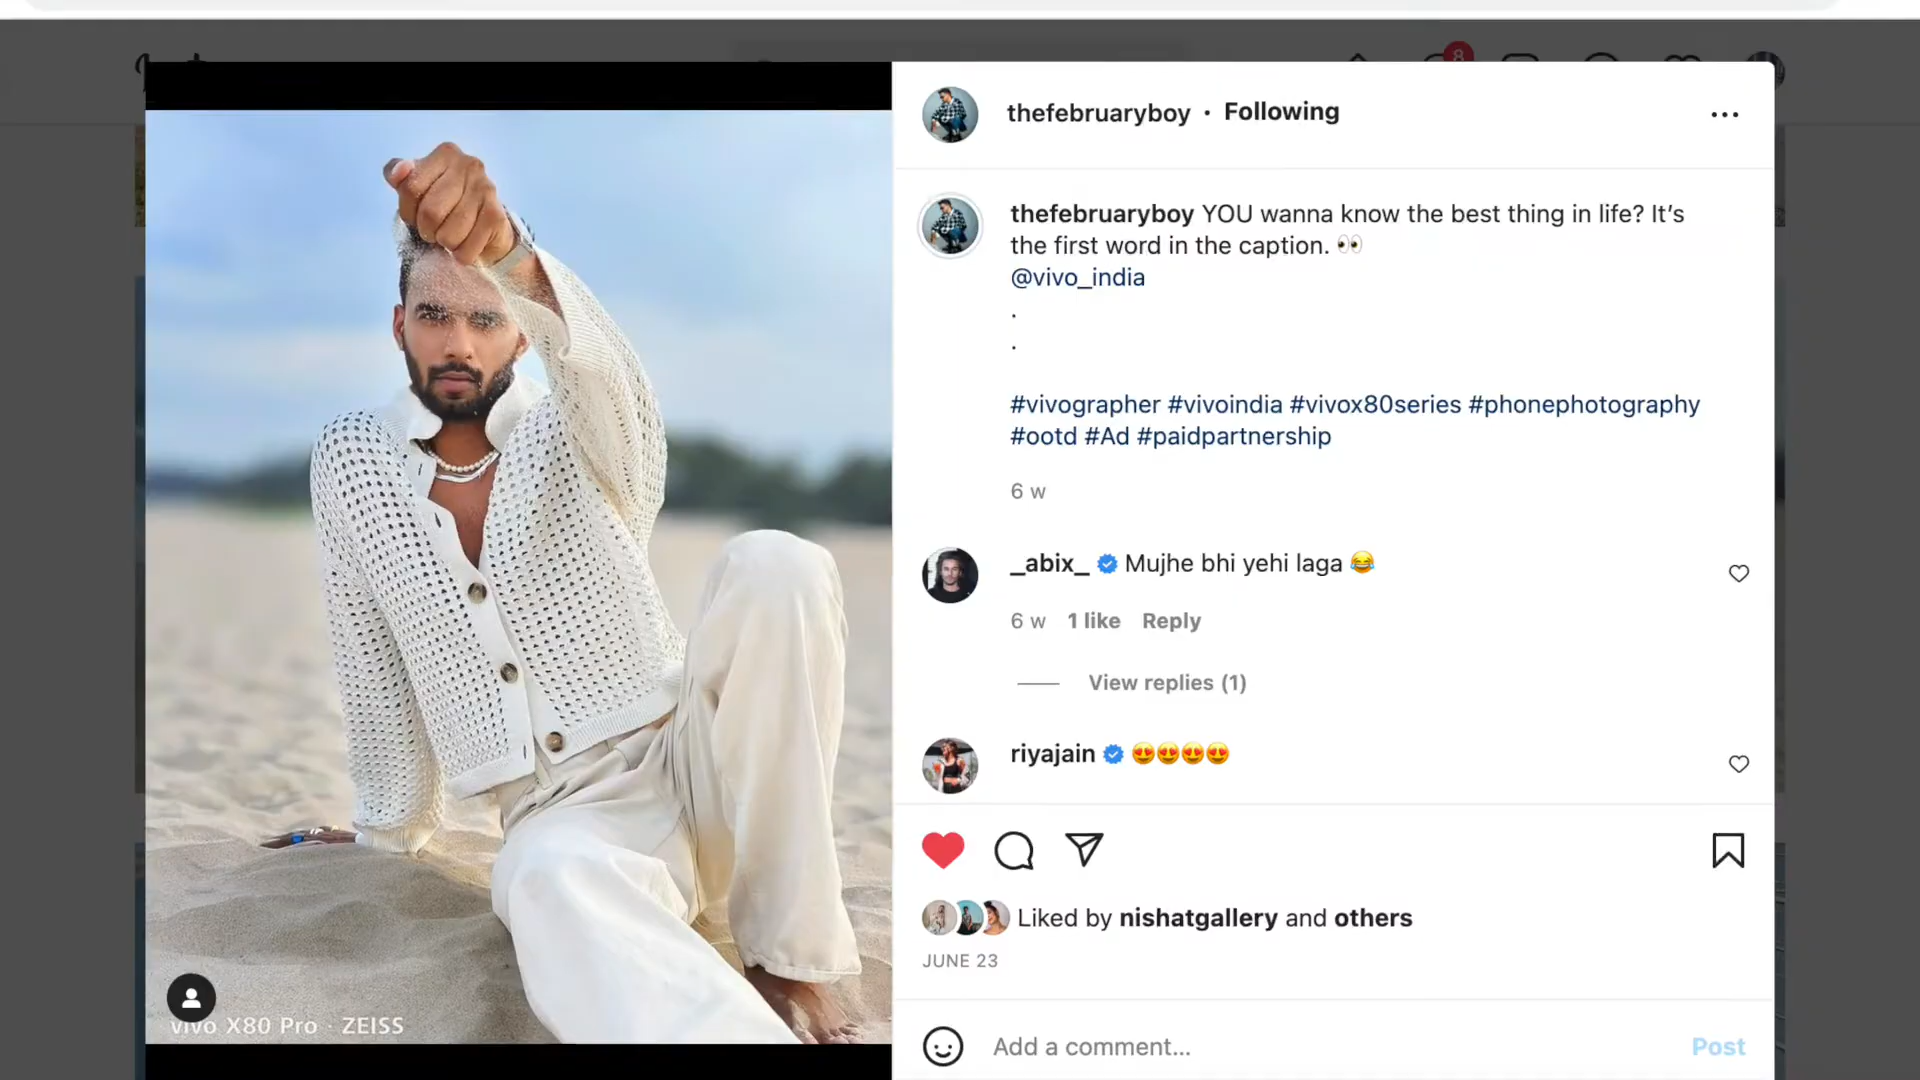 8
thefebruaryboy • Following
thefebruaryboy YOU wanna know the best thing in life? It’s
the first word in the caption. 👀
@vivo_india
.
.
#vivographer #vivoindia #vivox80series #phonephotography
#ootd #Ad #paidpartnership
6 w
_abix_ Mujhe bhi yehi laga 😂
6 w 1 like Reply
View replies (1)
riyajain 😍😍😍😍
Liked by nishatgallery and others
JUNE 23
Add a comment... Post
vivo X80 Pro · ZEISS